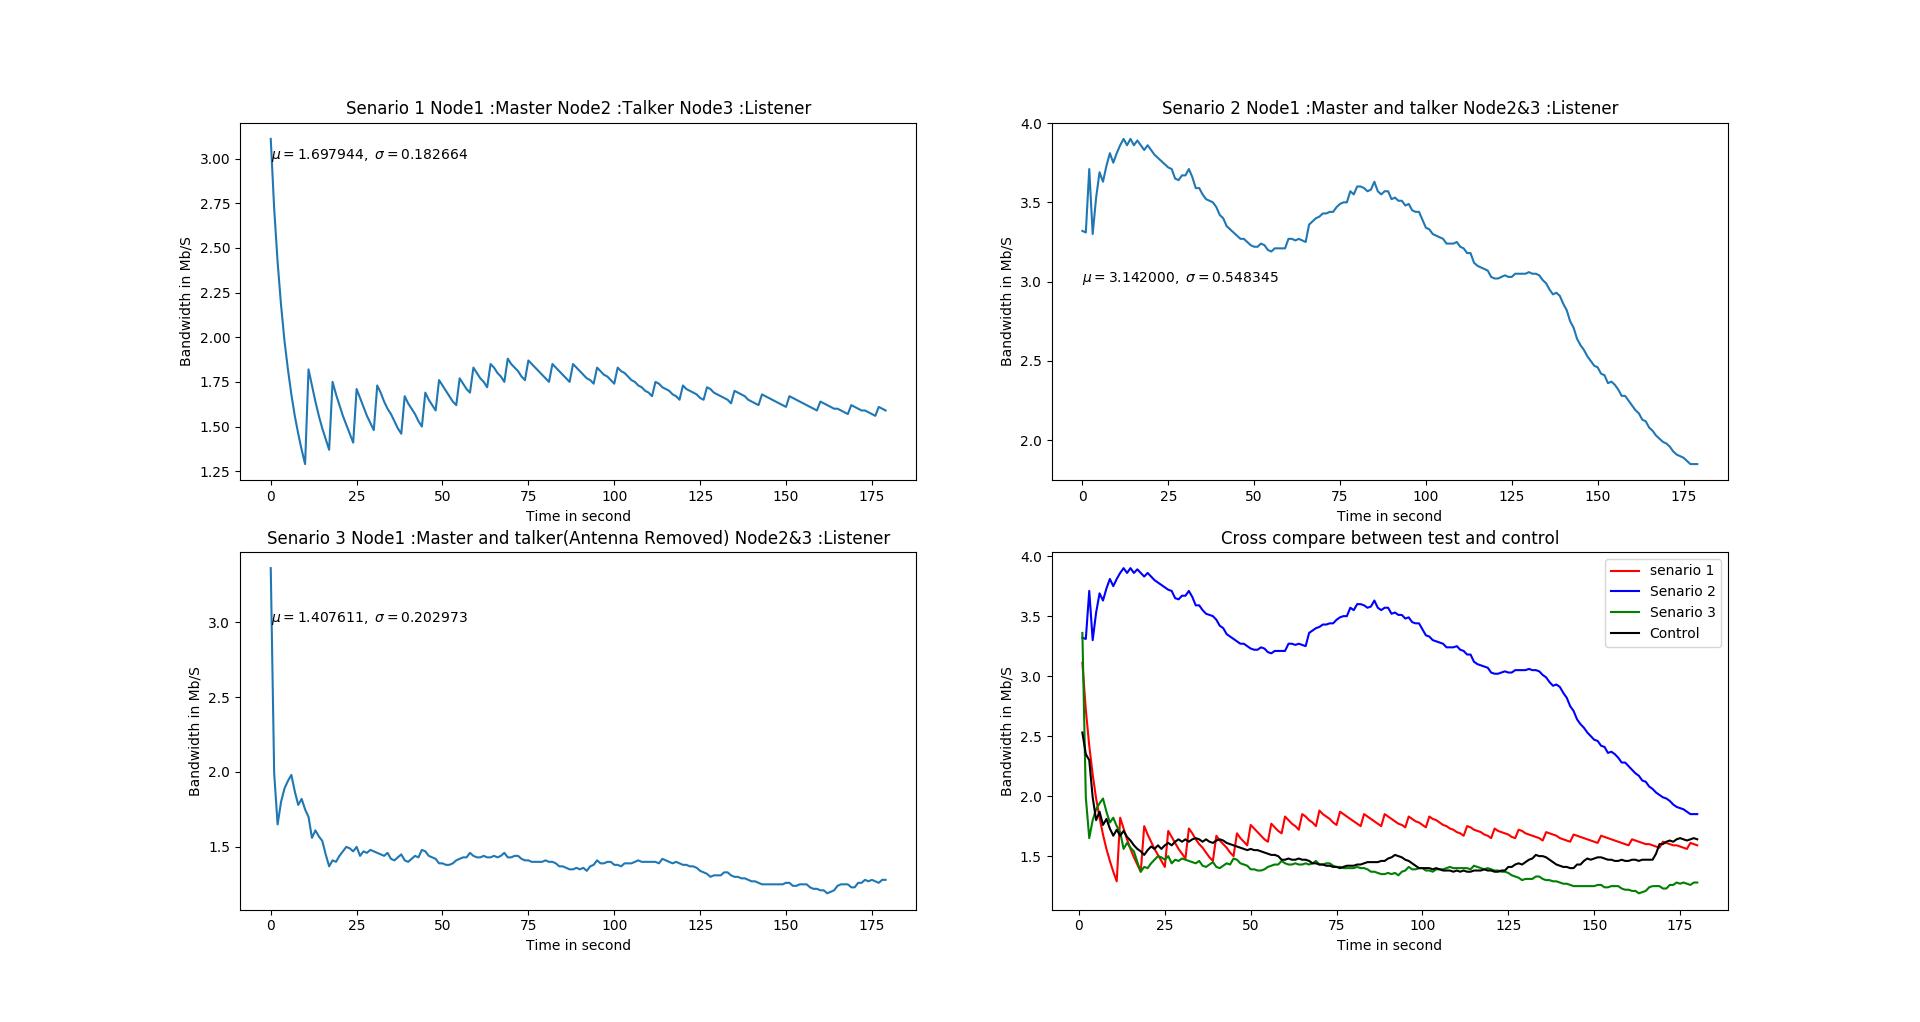 Senario 1 Node1 :Master Node2 :Talker Node3 :Listener
μ = 1.697944, σ = 0.182664
Bandwidth in Mb/S
3.00
2.75
2.50
2.25
2.00
1.75
1.50
1.25
0 25 50 75 100 125 150 175
Time in second
Senario 2 Node1 :Master and talker Node2&3 :Listener
μ = 3.142000, σ = 0.548345
Bandwidth in Mb/S
4.0
3.5
3.0
2.5
2.0
0 25 50 75 100 125 150 175
Time in second
Senario 3 Node1 :Master and talker(Antenna Removed) Node2&3 :Listener
μ = 1.407611, σ = 0.202973
Bandwidth in Mb/S
3.0
2.5
2.0
1.5
0 25 50 75 100 125 150 175
Time in second
Cross compare between test and control
senario 1
Senario 2
Senario 3
Control
Bandwidth in Mb/S
4.0
3.5
3.0
2.5
2.0
1.5
0 25 50 75 100 125 150 175
Time in second